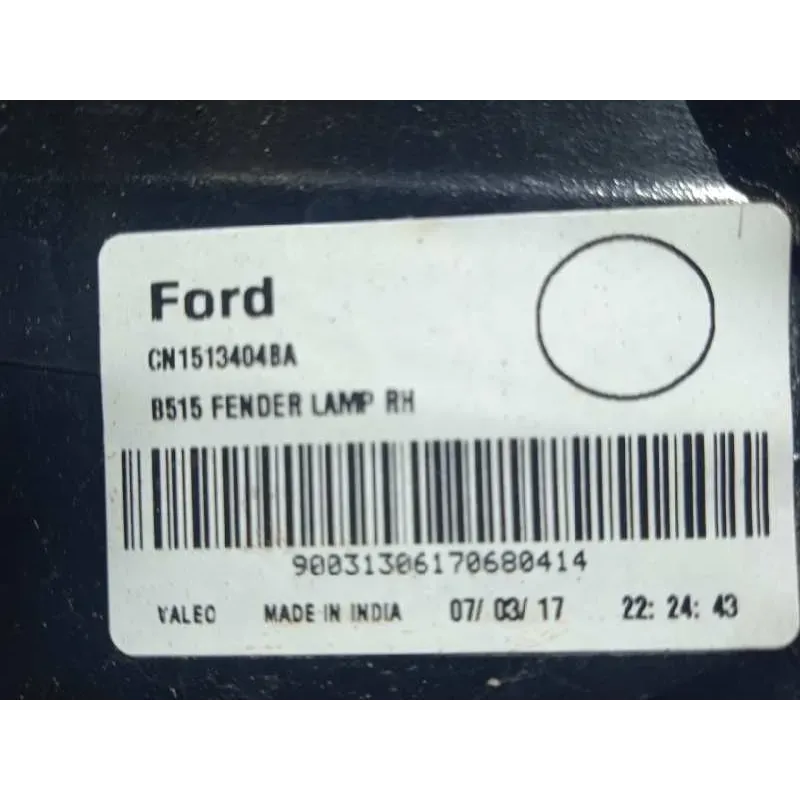 Ford
CN1513404BA
B515 FENDER LAMP RH
90031306170680414
VALEO MADE IN INDIA 07/ 03/ 17 22: 24: 43